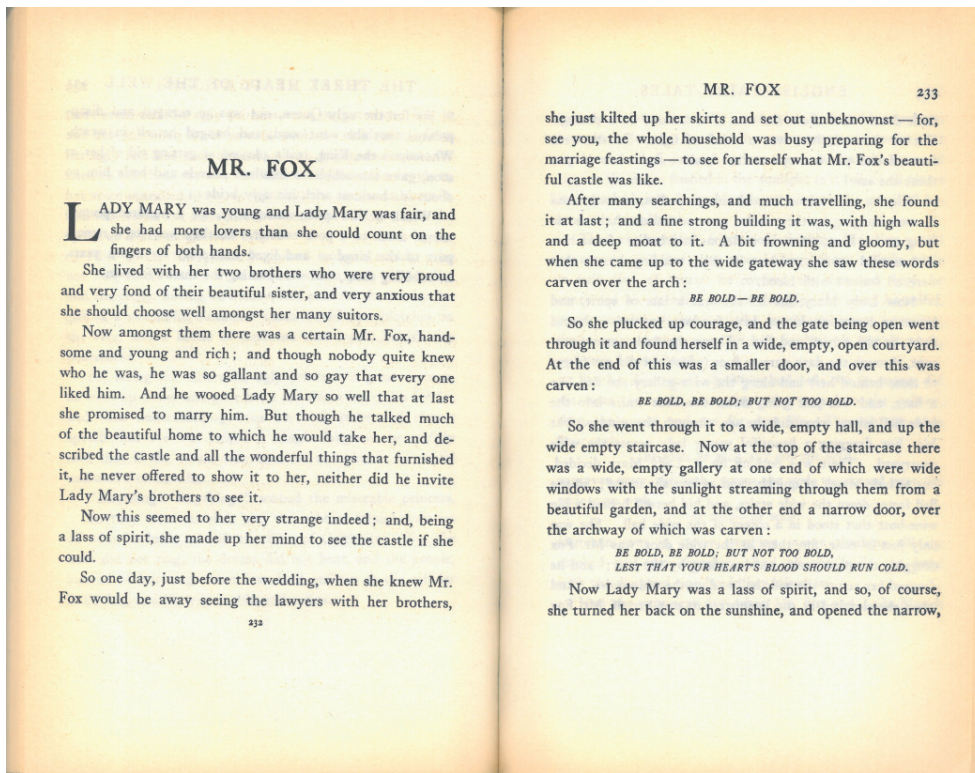 MR. FOX
LADY MARY was young and Lady Mary was fair, and
she had more lovers than she could count on the
fingers of both hands.
She lived with her two brothers who were very proud
and very fond of their beautiful sister, and very anxious that
she should choose well amongst her many suitors.
Now amongst them there was a certain Mr. Fox, hand-
some and young and rich; and though nobody quite knew
who he was, he was so gallant and so gay that every one
liked him. And he wooed Lady Mary so well that at last
she promised to marry him. But though he talked much
of the beautiful home to which he would take her, and de-
scribed the castle and all the wonderful things that furnished
it, he never offered to show it to her, neither did he invite
Lady Mary's brothers to see it.
Now this seemed to her very strange indeed; and, being
a lass of spirit, she made up her mind to see the castle if she
could.
So one day, just before the wedding, when she knew Mr.
Fox would be away seeing the lawyers with her brothers,
232
MR. FOX 233
she just kilted up her skirts and set out unbeknownst — for,
see you, the whole household was busy preparing for the
marriage feastings — to see for herself what Mr. Fox's beauti-
ful castle was like.
After many searchings, and much travelling, she found
it at last; and a fine strong building it was, with high walls
and a deep moat to it. A bit frowning and gloomy, but
when she came up to the wide gateway she saw these words
carven over the arch:
BE BOLD — BE BOLD.
So she plucked up courage, and the gate being open went
through it and found herself in a wide, empty, open courtyard.
At the end of this was a smaller door, and over this was
carven:
BE BOLD, BE BOLD; BUT NOT TOO BOLD.
So she went through it to a wide, empty hall, and up the
wide empty staircase. Now at the top of the staircase there
was a wide, empty gallery at one end of which were wide
windows with the sunlight streaming through them from a
beautiful garden, and at the other end a narrow door, over
the archway of which was carven:
BE BOLD, BE BOLD; BUT NOT TOO BOLD,
LEST THAT YOUR HEART'S BLOOD SHOULD RUN COLD.
Now Lady Mary was a lass of spirit, and so, of course,
she turned her back on the sunshine, and opened the narrow,